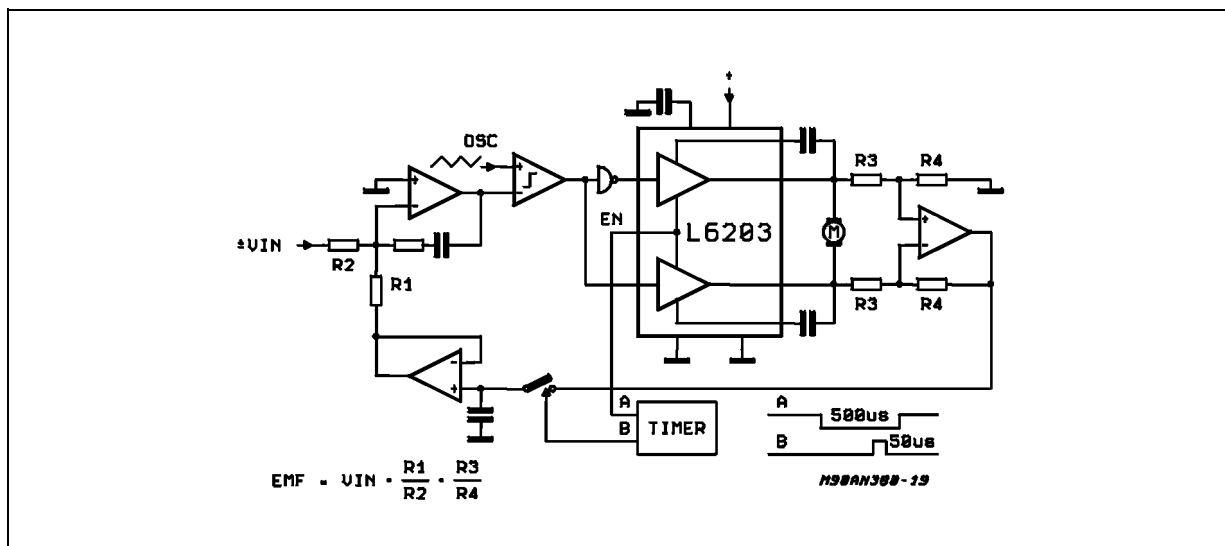 +
OSC
R3
R4
+
-
+
-
EN
L6203
M
+
-
±VIN
R2
R1
R3
R4
-
+
A
B
TIMER
A
500us
B
50us
EMF = VIN · R1/R2 · R3/R4
M90AN380-19